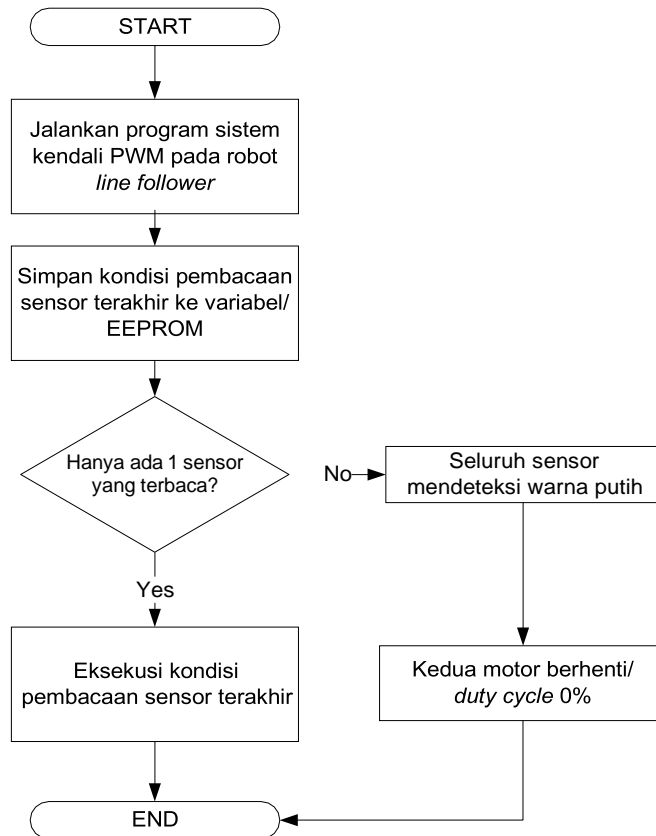 START
Jalankan program sistem
kendali PWM pada robot
line follower
Simpan kondisi pembacaan
sensor terakhir ke variabel/
EEPROM
Hanya ada 1 sensor
yang terbaca?
No
Seluruh sensor
mendeteksi warna putih
Yes
Eksekusi kondisi
pembacaan sensor terakhir
Kedua motor berhenti/
duty cycle 0%
END